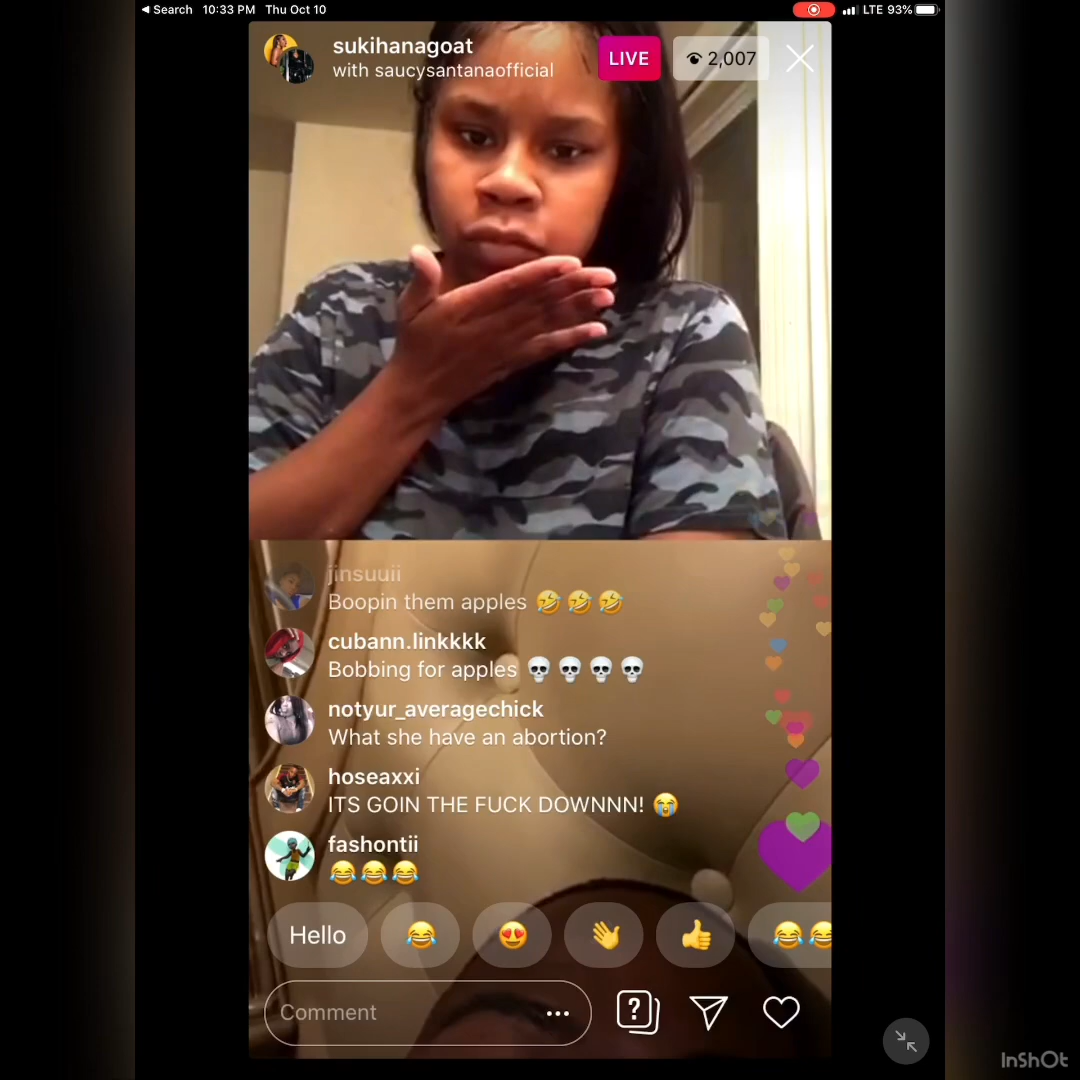 ◀ Search 10:33 PM Thu Oct 10 LTE 93%
sukihanagoat
with saucysantanaofficial
LIVE
2,007
jinsuuii
Boopin them apples 🤣🤣🤣
cubann.linkkkk
Bobbing for apples 💀💀💀💀
notyur_averagechick
What she have an abortion?
hoseaxxi
ITS GOIN THE FUCK DOWNNN! 😭
fashontii
😂😂😂
Hello 😂 😍 👋 👍 😂😂
Comment ...
?
InShOt